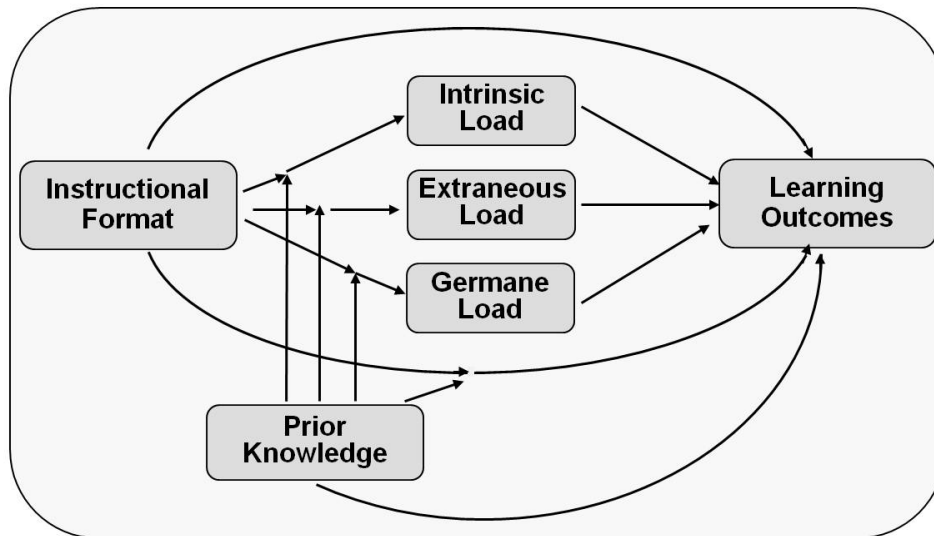 Intrinsic
Load
Instructional
Format
Extraneous
Load
Learning
Outcomes
Germane
Load
Prior
Knowledge